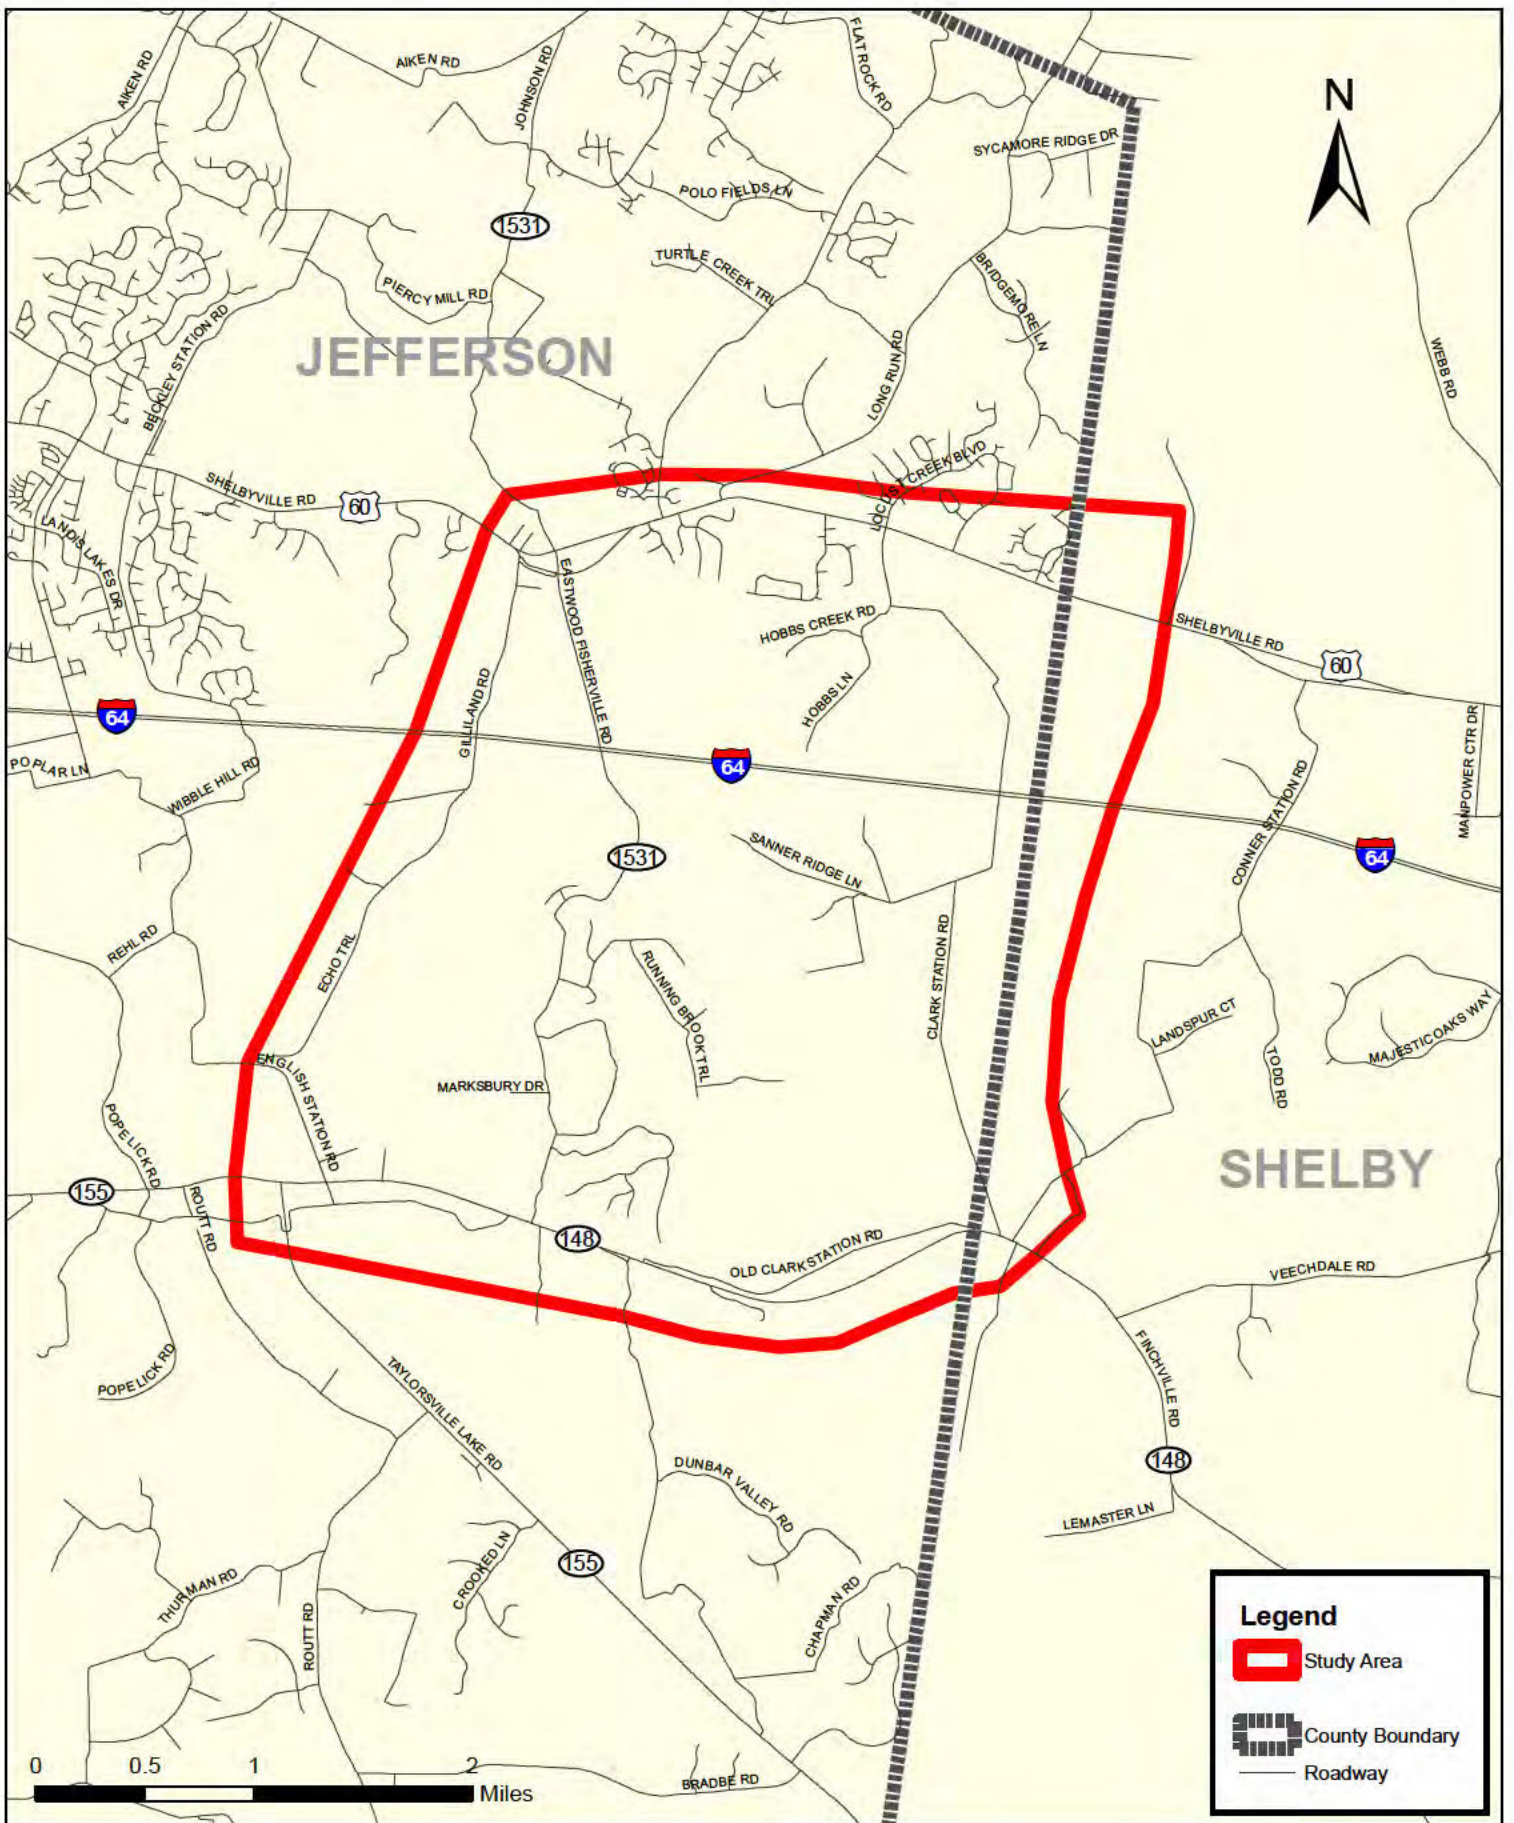 AIKEN RD
AIKEN RD
JOHNSON RD
FLAT ROCK RD
N
SYCAMORE RIDGE DR
POLO FIELDS LN
1531
TURTLE CREEK TRL
BRIDGEMORE LN
PIERCY MILL RD
BECKLEY STATION RD
JEFFERSON
LONG RUN RD
WEBB RD
LOCUST CREEK BLVD
SHELBYVILLE RD
60
LANDIS LAKES DR
EASTWOOD FISHERVILLE RD
HOBBS CREEK RD
SHELBYVILLE RD
60
GILLILAND RD
HOBBS LN
64
64
MANPOWER CTR DR
POPLAR LN
WIBBLE HILL RD
CONNER STATION RD
1531
SANNER RIDGE LN
64
REHL RD
ECHO TRL
RUNNING BROOK TRL
CLARK STATION RD
LANDSPUR CT
MAJESTIC OAKS WAY
TODD RD
ENGLISH STATION RD
MARKSBURY DR
POPE LICK RD
SHELBY
155
ROUTT RD
148
OLD CLARK STATION RD
VEECHDALE RD
POPE LICK RD
TAYLORSVILLE LAKE RD
FINCHVILLE RD
DUNBAR VALLEY RD
148
LEMASTER LN
CROOKED LN
155
THURMAN RD
CHAPMAN RD
ROUTT RD
BRADBE RD
0 0.5 1 2
Miles
Legend
Study Area
County Boundary
Roadway